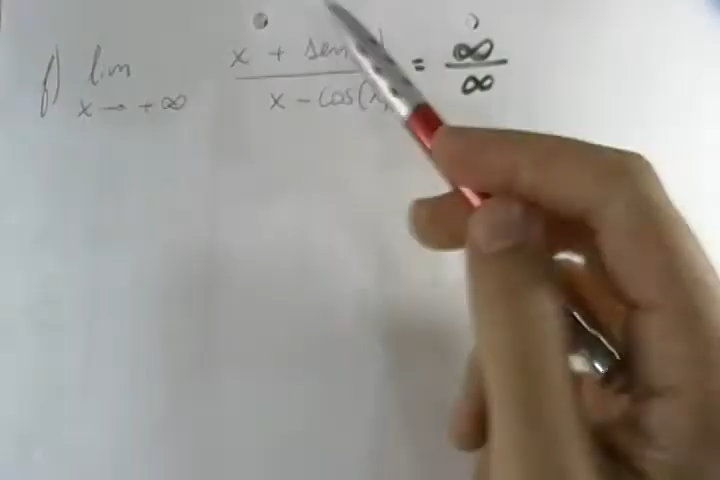 f) lim x + sen = ∞
x → +∞ x - cos(x ∞